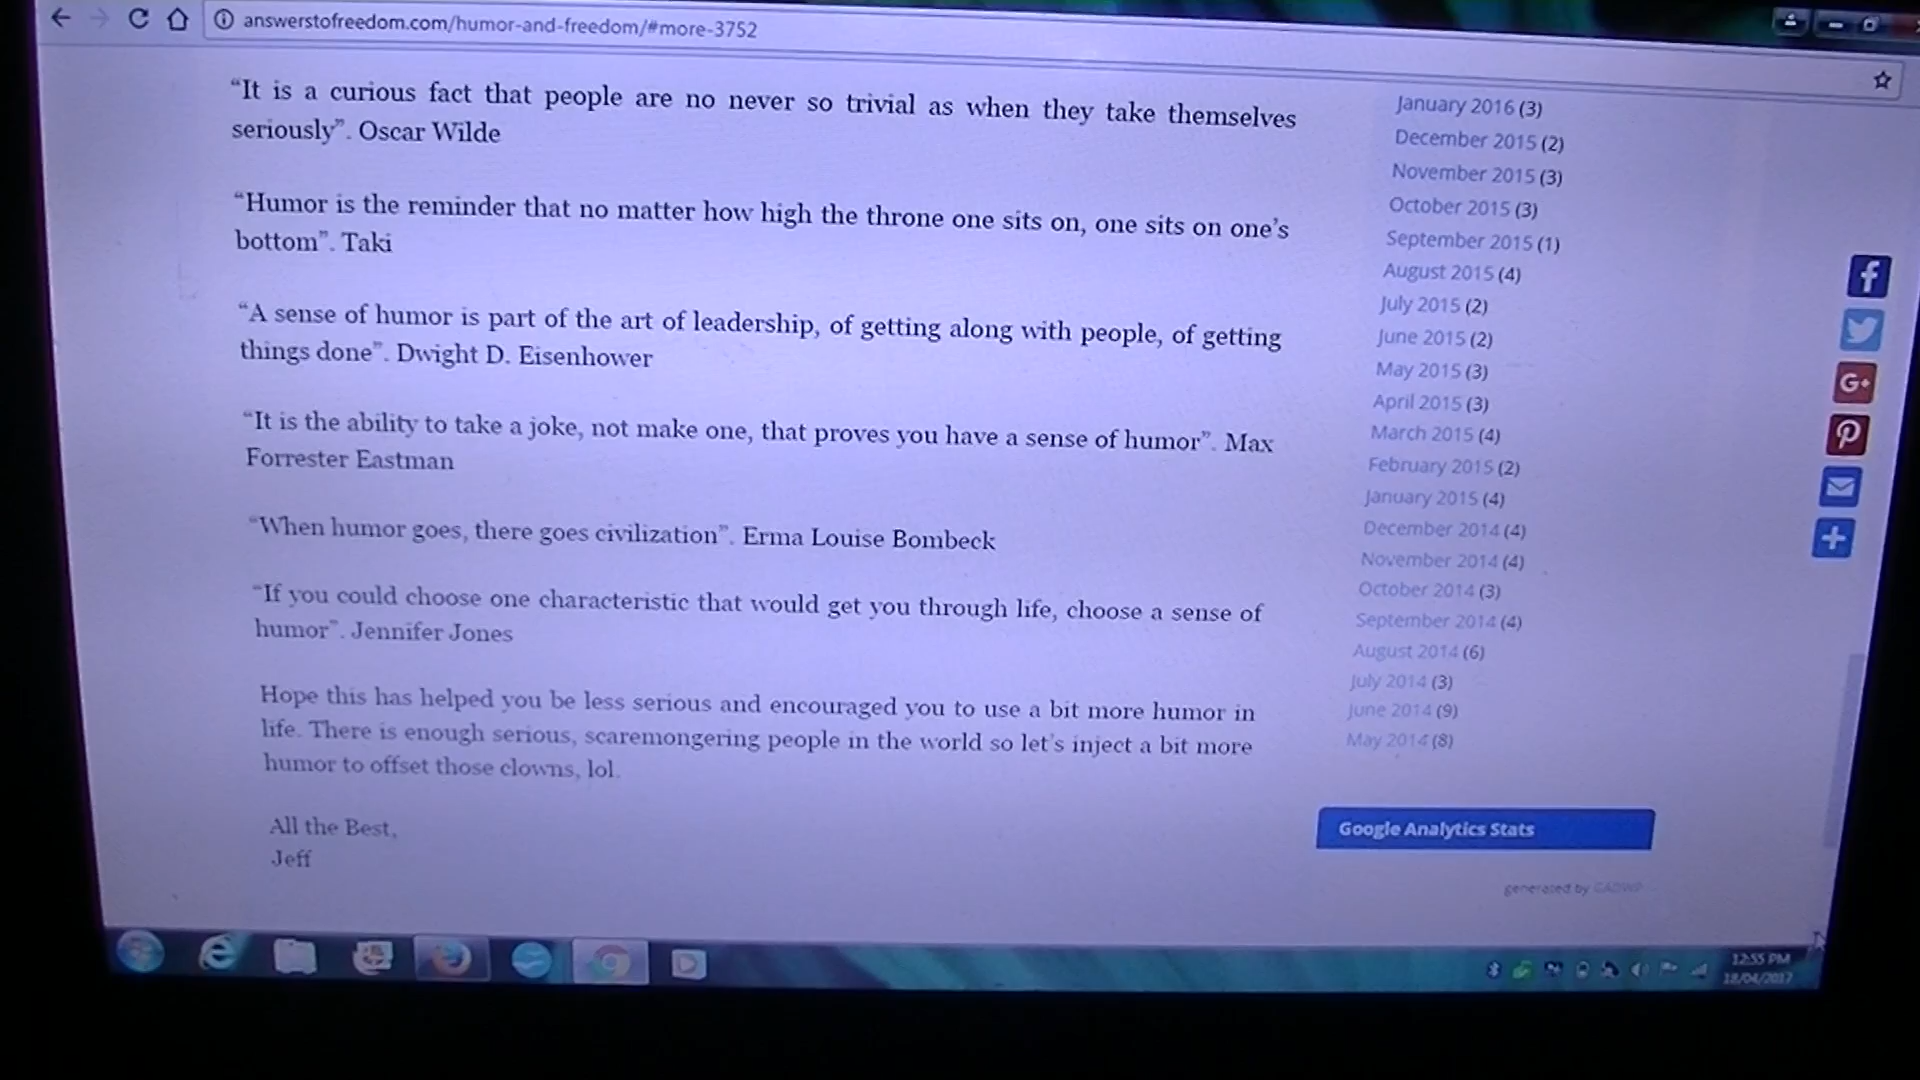 answerstofreedom.com/humor-and-freedom/#more-3752
“It is a curious fact that people are no never so trivial as when they take themselves
seriously”. Oscar Wilde
“Humor is the reminder that no matter how high the throne one sits on, one sits on one’s
bottom”. Taki
“A sense of humor is part of the art of leadership, of getting along with people, of getting
things done”. Dwight D. Eisenhower
“It is the ability to take a joke, not make one, that proves you have a sense of humor”. Max
Forrester Eastman
“When humor goes, there goes civilization”. Erma Louise Bombeck
“If you could choose one characteristic that would get you through life, choose a sense of
humor”. Jennifer Jones
Hope this has helped you be less serious and encouraged you to use a bit more humor in
life. There is enough serious, scaremongering people in the world so let’s inject a bit more
humor to offset those clowns, lol.
All the Best,
Jeff
January 2016 (3)
December 2015 (2)
November 2015 (3)
October 2015 (3)
September 2015 (1)
August 2015 (4)
July 2015 (2)
June 2015 (2)
May 2015 (3)
April 2015 (3)
March 2015 (4)
February 2015 (2)
January 2015 (4)
December 2014 (4)
November 2014 (4)
October 2014 (3)
September 2014 (4)
August 2014 (6)
July 2014 (3)
June 2014 (9)
May 2014 (8)
Google Analytics Stats
generated by GADWP
G+
12:55 PM
18/04/2017